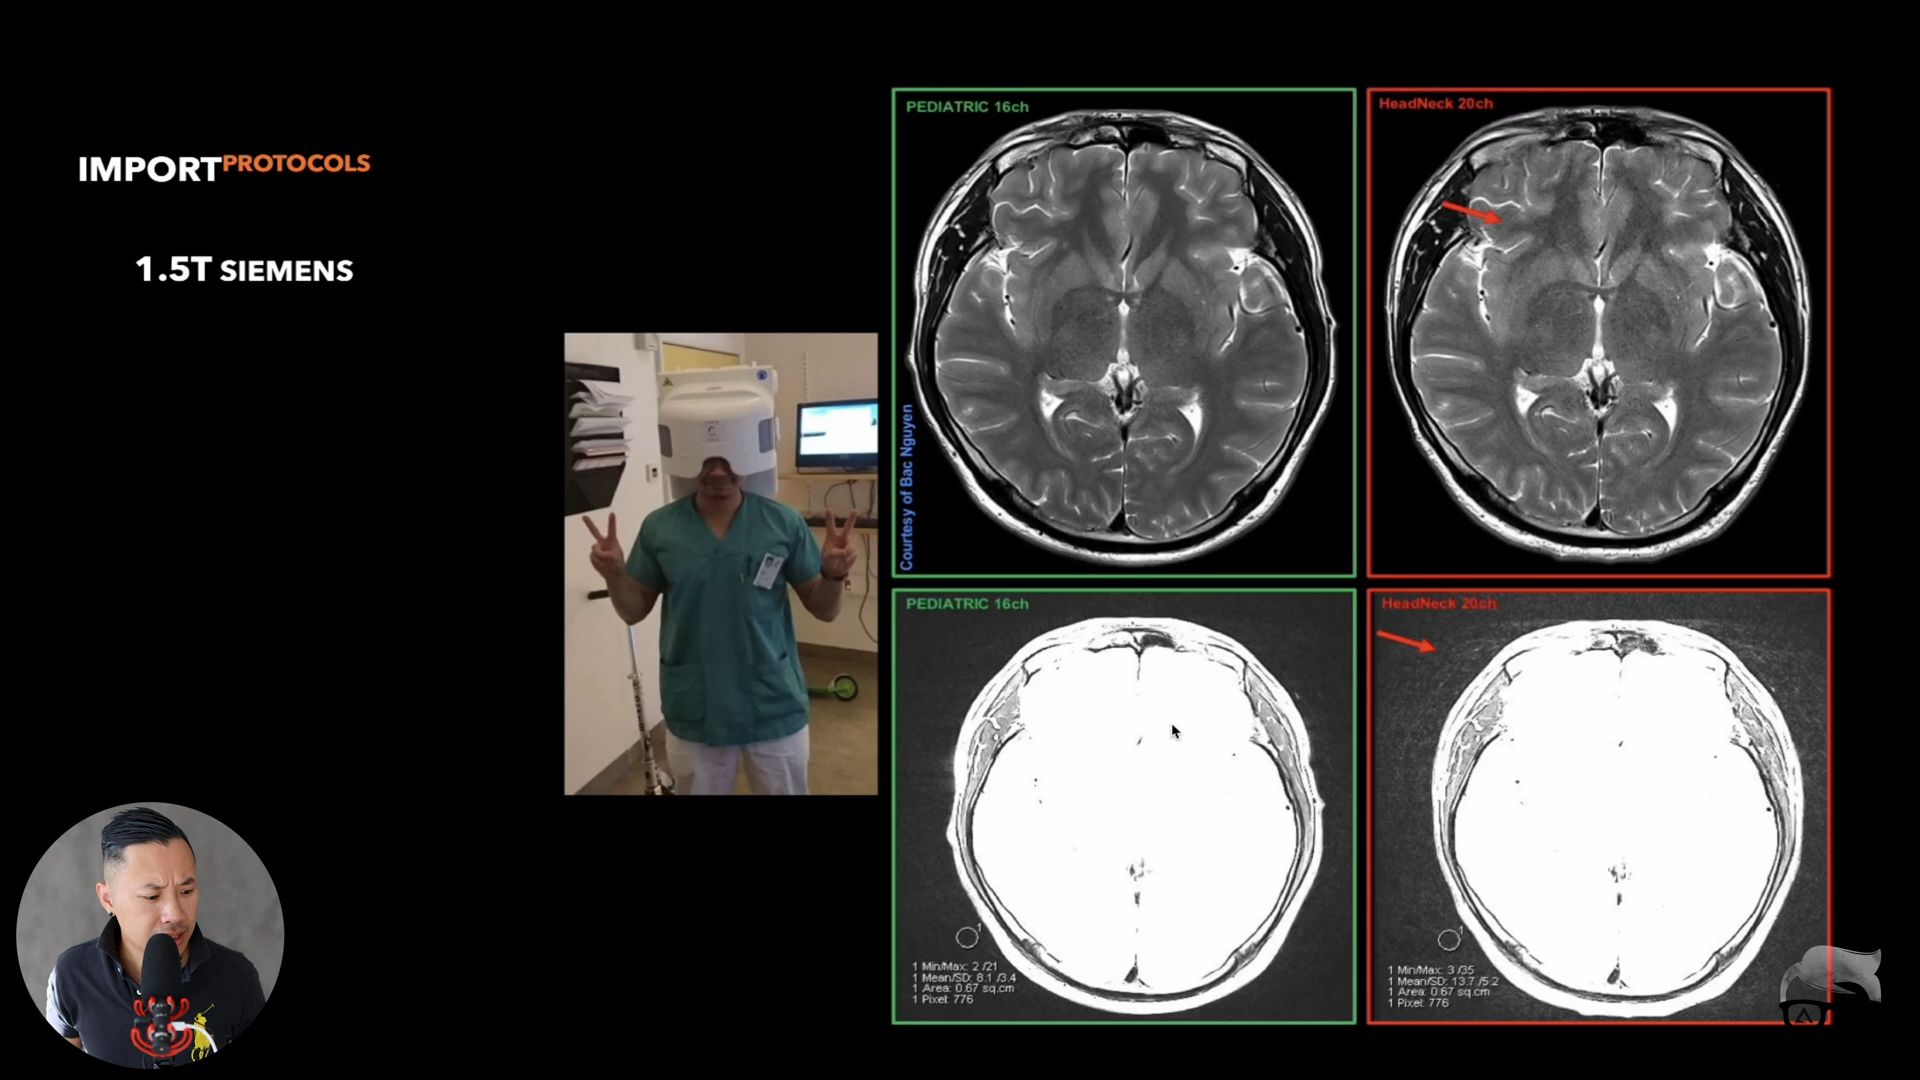 IMPORTPROTOCOLS
1.5T SIEMENS
PEDIATRIC 16ch
Courtesy of Bac Nguyen
HeadNeck 20ch
PEDIATRIC 16ch
1
1 Min/Max: 2 /21
1 Mean/SD: 8.1 /3.4
1 Area: 0.67 sq.cm
1 Pixel: 776
HeadNeck 20ch
1
1 Min/Max: 3 /35
1 Mean/SD: 13.7 /5.2
1 Area: 0.67 sq.cm
1 Pixel: 776